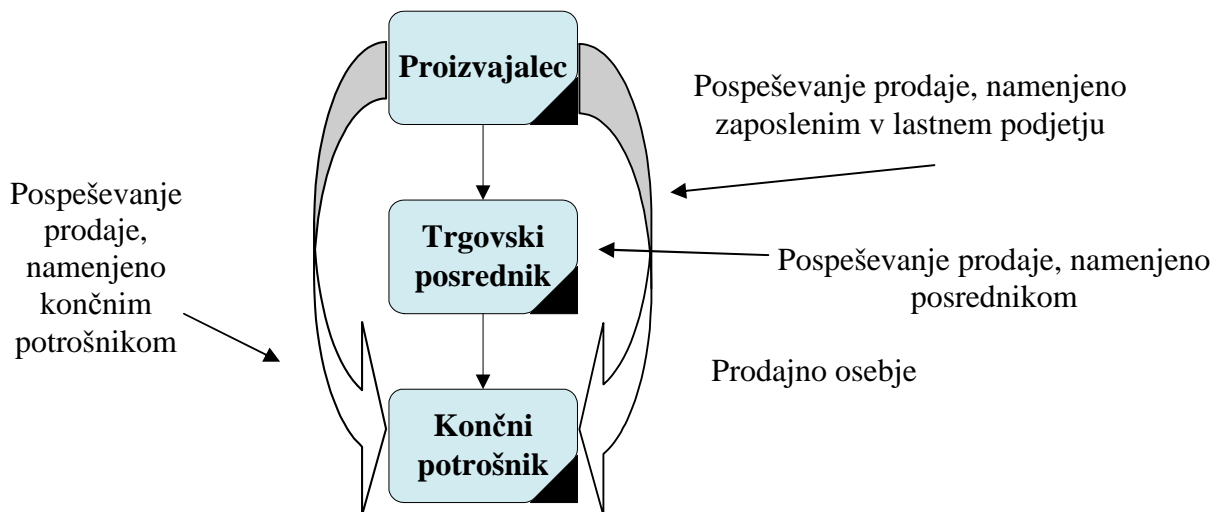 Proizvajalec
Pospeševanje prodaje, namenjeno
zaposlenim v lastnem podjetju
Pospeševanje
prodaje,
namenjeno
končnim
potrošnikom
Trgovski
posrednik
Pospeševanje prodaje, namenjeno
posrednikom
Prodajno osebje
Končni
potrošnik